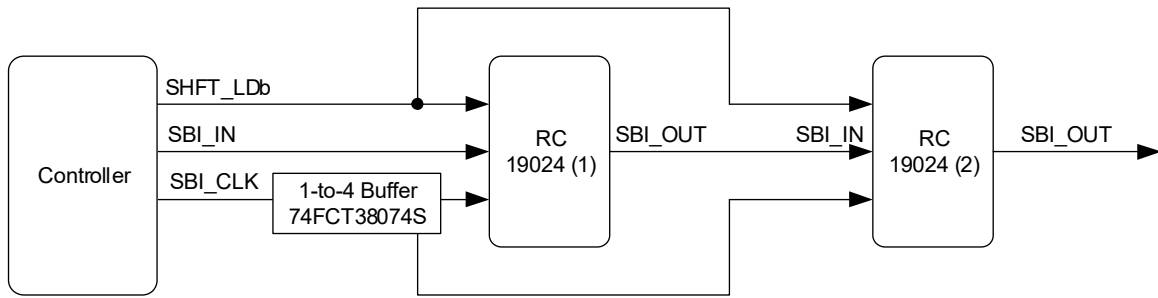 SHFT_LDb
SBI_IN
SBI_CLK
Controller
1-to-4 Buffer
74FCT38074S
RC
19024 (1)
SBI_OUT
SBI_IN
RC
19024 (2)
SBI_OUT